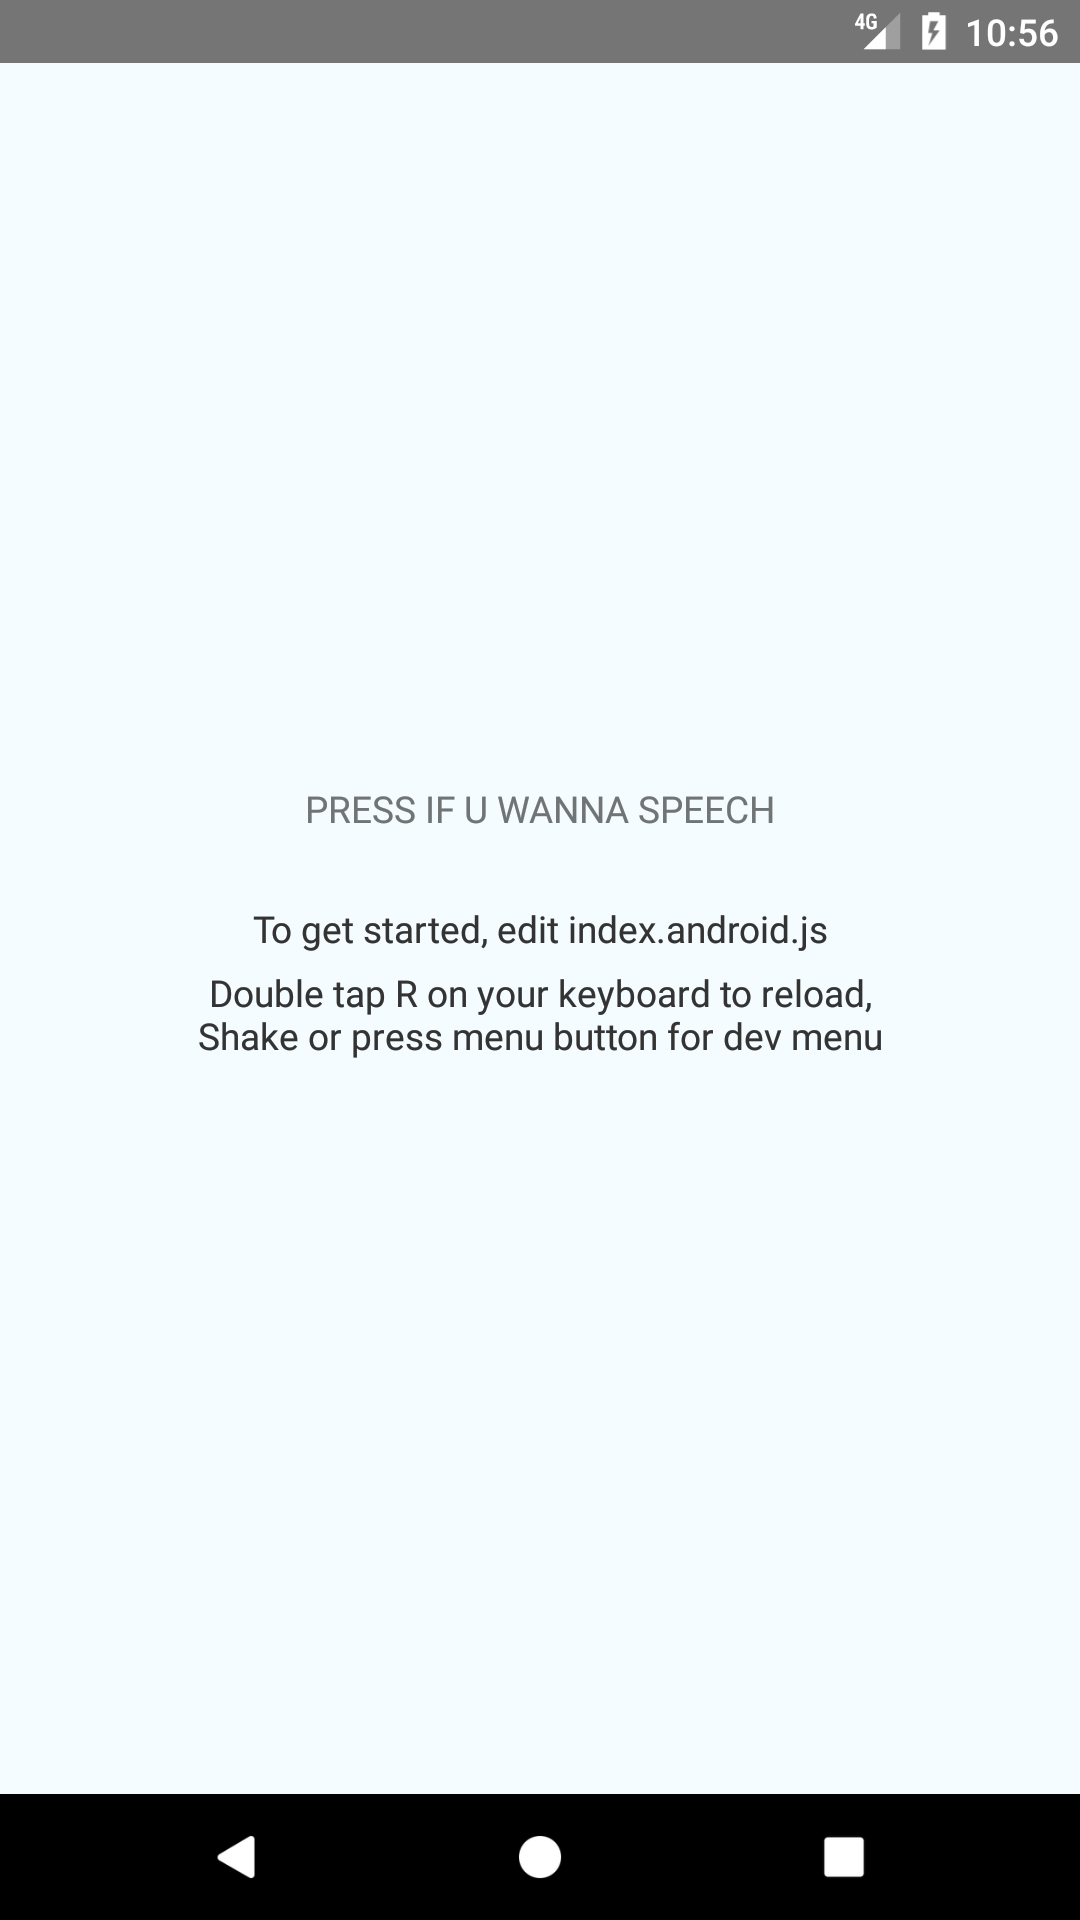 4G 10:56
PRESS IF U WANNA SPEECH
To get started, edit index.android.js
Double tap R on your keyboard to reload,
Shake or press menu button for dev menu